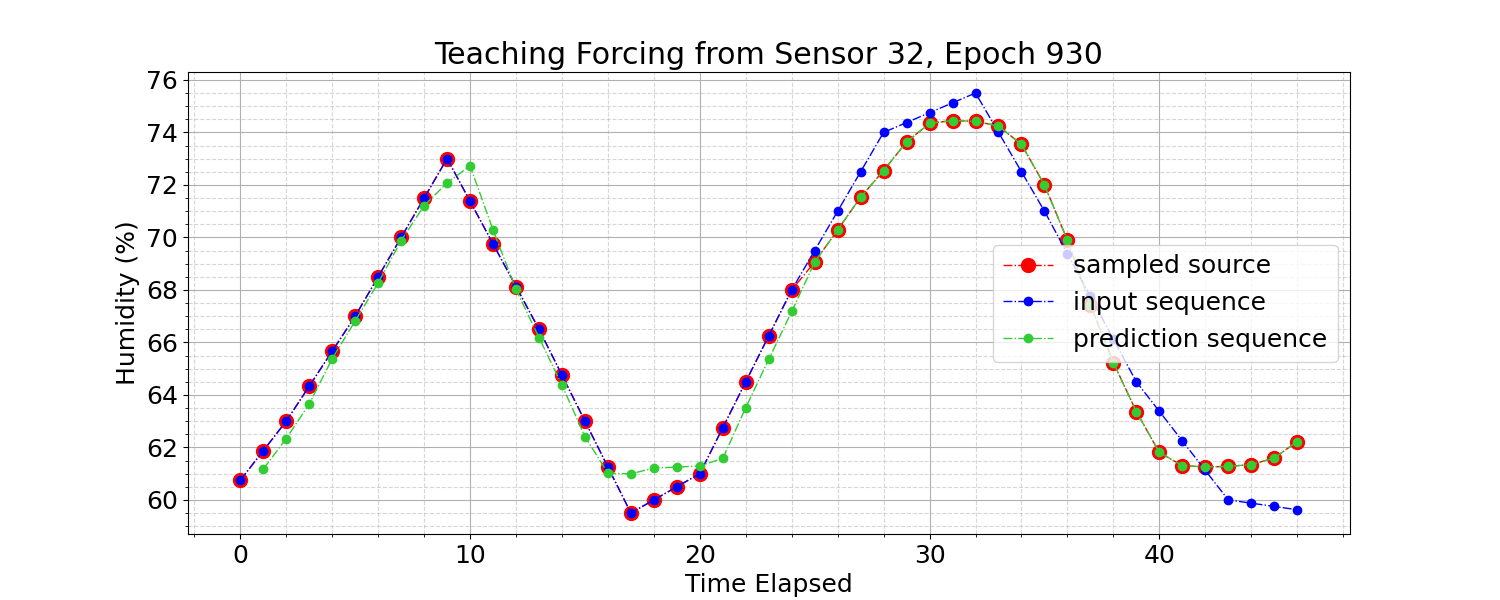 Teaching Forcing from Sensor 32, Epoch 930
Humidity (%)
76
74
72
70
68
66
64
62
60
sampled source
input sequence
prediction sequence
0 10 20 30 40
Time Elapsed